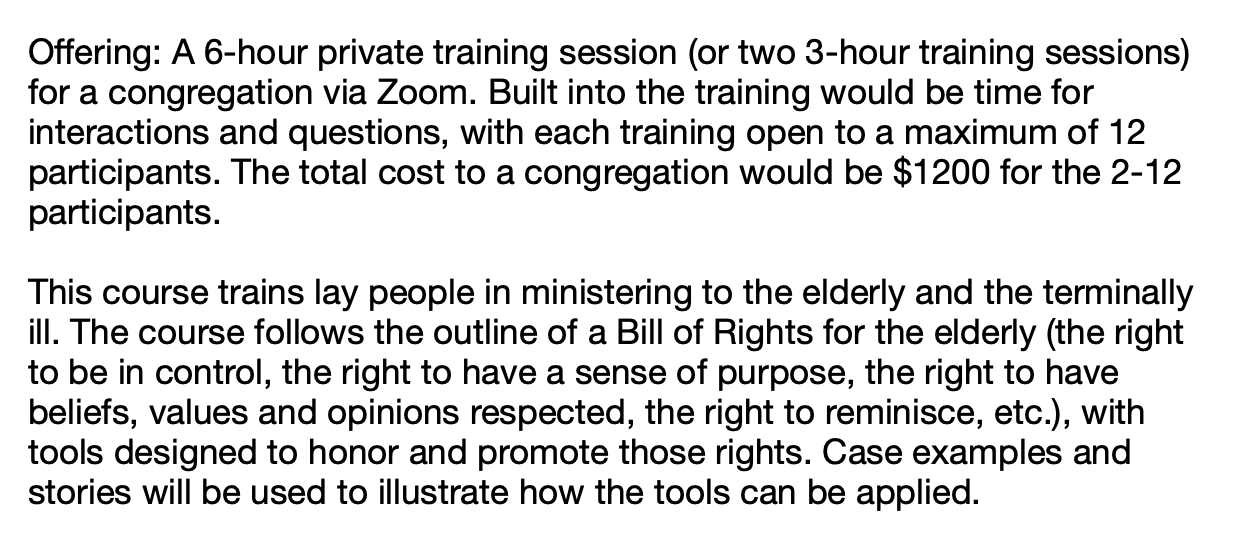 Offering: A 6-hour private training session (or two 3-hour training sessions)
for a congregation via Zoom. Built into the training would be time for
interactions and questions, with each training open to a maximum of 12
participants. The total cost to a congregation would be $1200 for the 2-12
participants.
This course trains lay people in ministering to the elderly and the terminally
ill. The course follows the outline of a Bill of Rights for the elderly (the right
to be in control, the right to have a sense of purpose, the right to have
beliefs, values and opinions respected, the right to reminisce, etc.), with
tools designed to honor and promote those rights. Case examples and
stories will be used to illustrate how the tools can be applied.